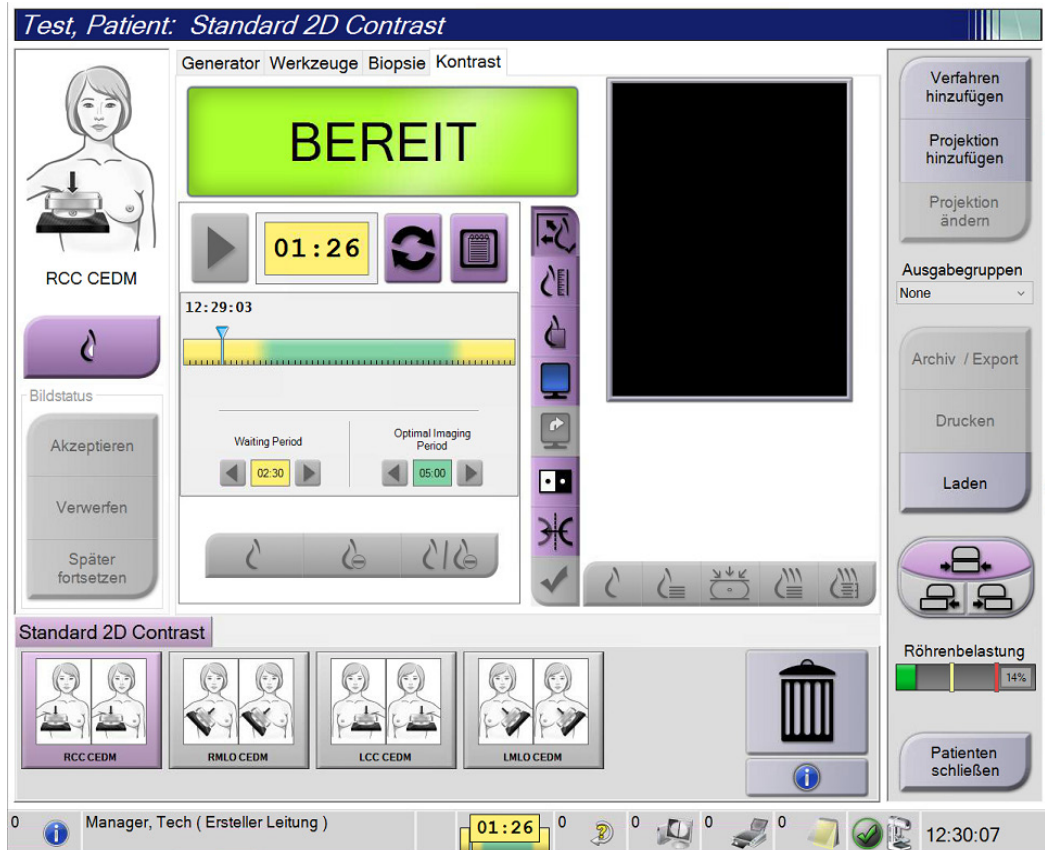 Test, Patient:  Standard 2D Contrast
Generator Werkzeuge Biopsie Kontrast
BEREIT
01:26
12:29:03
Waiting Period
02:30
Optimal Imaging
Period
05:00
RCC CEDM
Bildstatus
Akzeptieren
Verwerfen
Später
fortsetzen
Verfahren
hinzufügen
Projektion
hinzufügen
Projektion
ändern
Ausgabegruppen
None
Archiv / Export
Drucken
Laden
Röhrenbelastung
14%
Patienten
schließen
Standard 2D Contrast
RCC CEDM
RMLO CEDM
LCC CEDM
LMLO CEDM
0
Manager, Tech ( Ersteller Leitung )
01:26
0
0
0
0
12:30:07